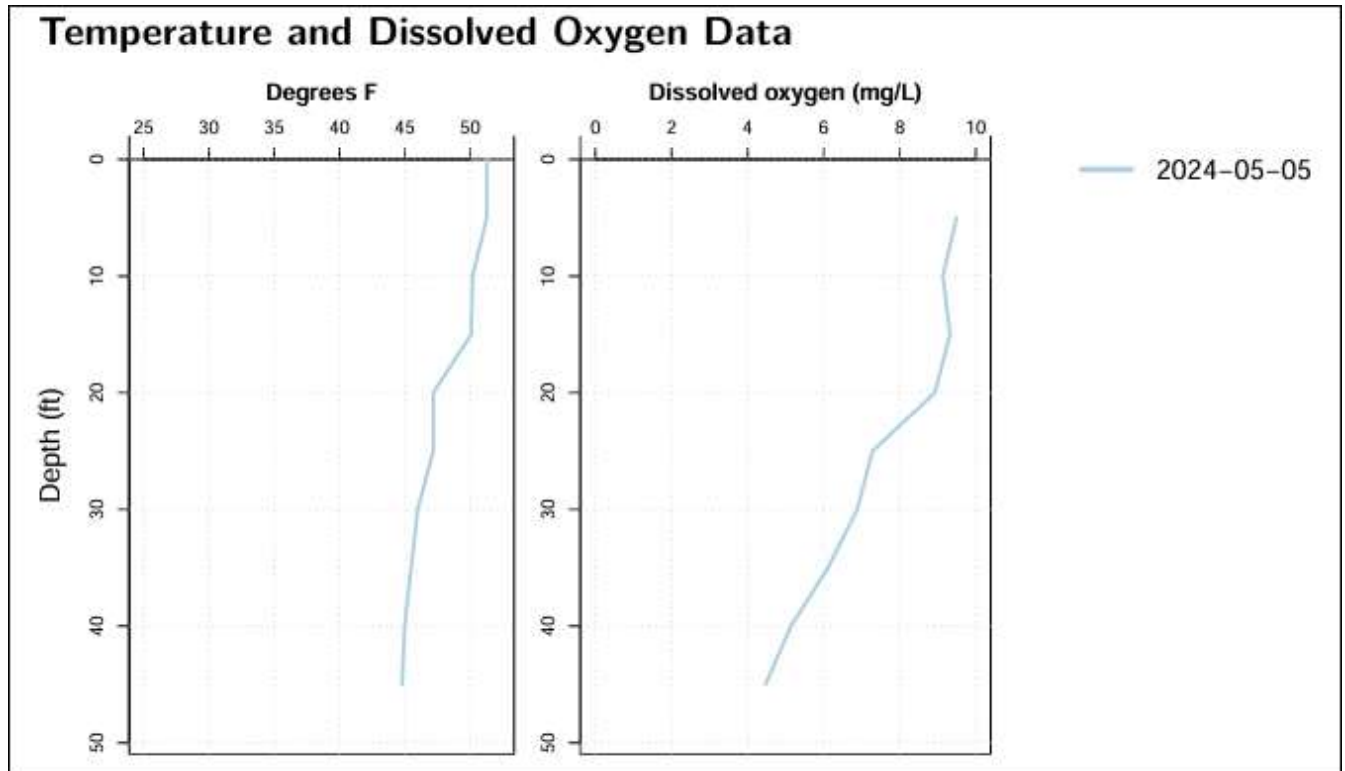 Temperature and Dissolved Oxygen Data
Degrees F
Dissolved oxygen (mg/L)
25 30 35 40 45 50
0 2 4 6 8 10
2024−05−05
Depth (ft)
0
10
20
30
40
50
0
10
20
30
40
50